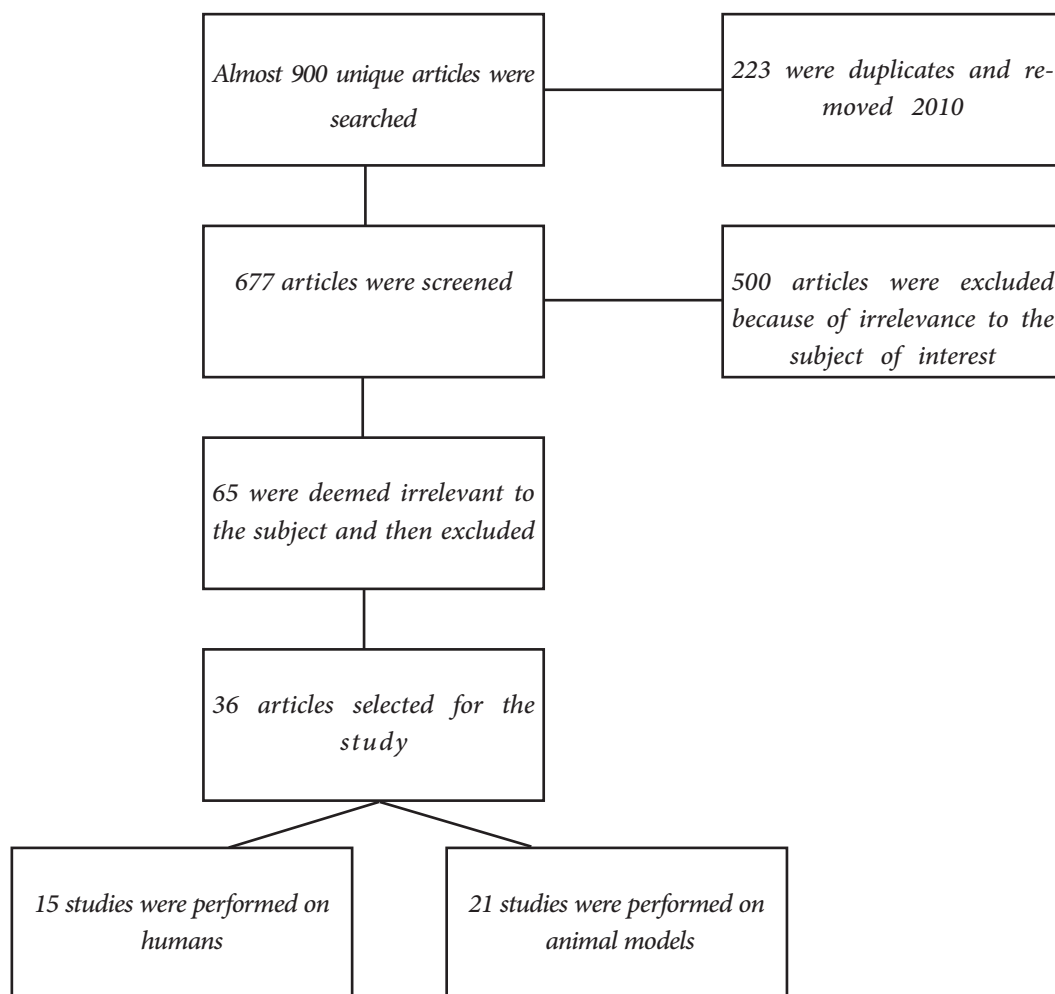 Almost 900 unique articles were
searched
223 were duplicates and re-
moved 2010
677 articles were screened
500 articles were excluded
because of irrelevance to the
subject of interest
65 were deemed irrelevant to
the subject and then excluded
36 articles selected for the
study
15 studies were performed on
humans
21 studies were performed on
animal models